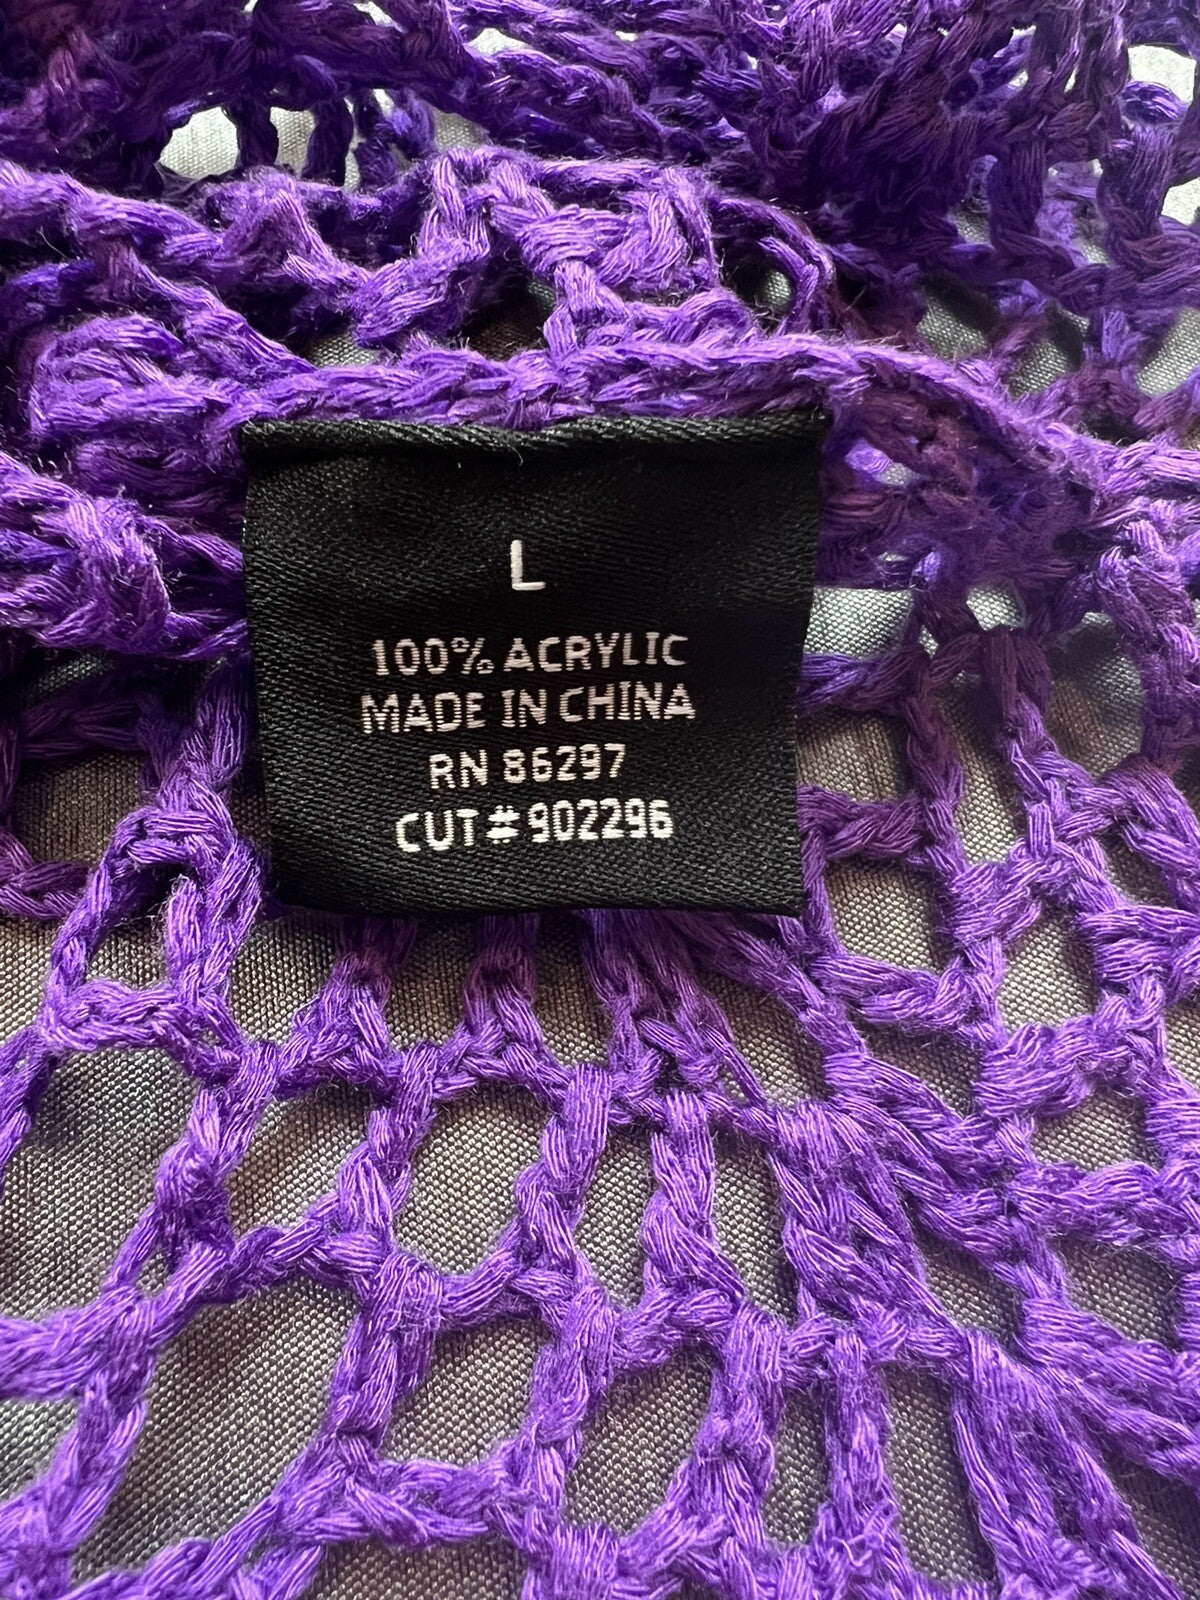 L
100% ACRYLIC
MADE IN CHINA
RN 86297
CUT # 902296